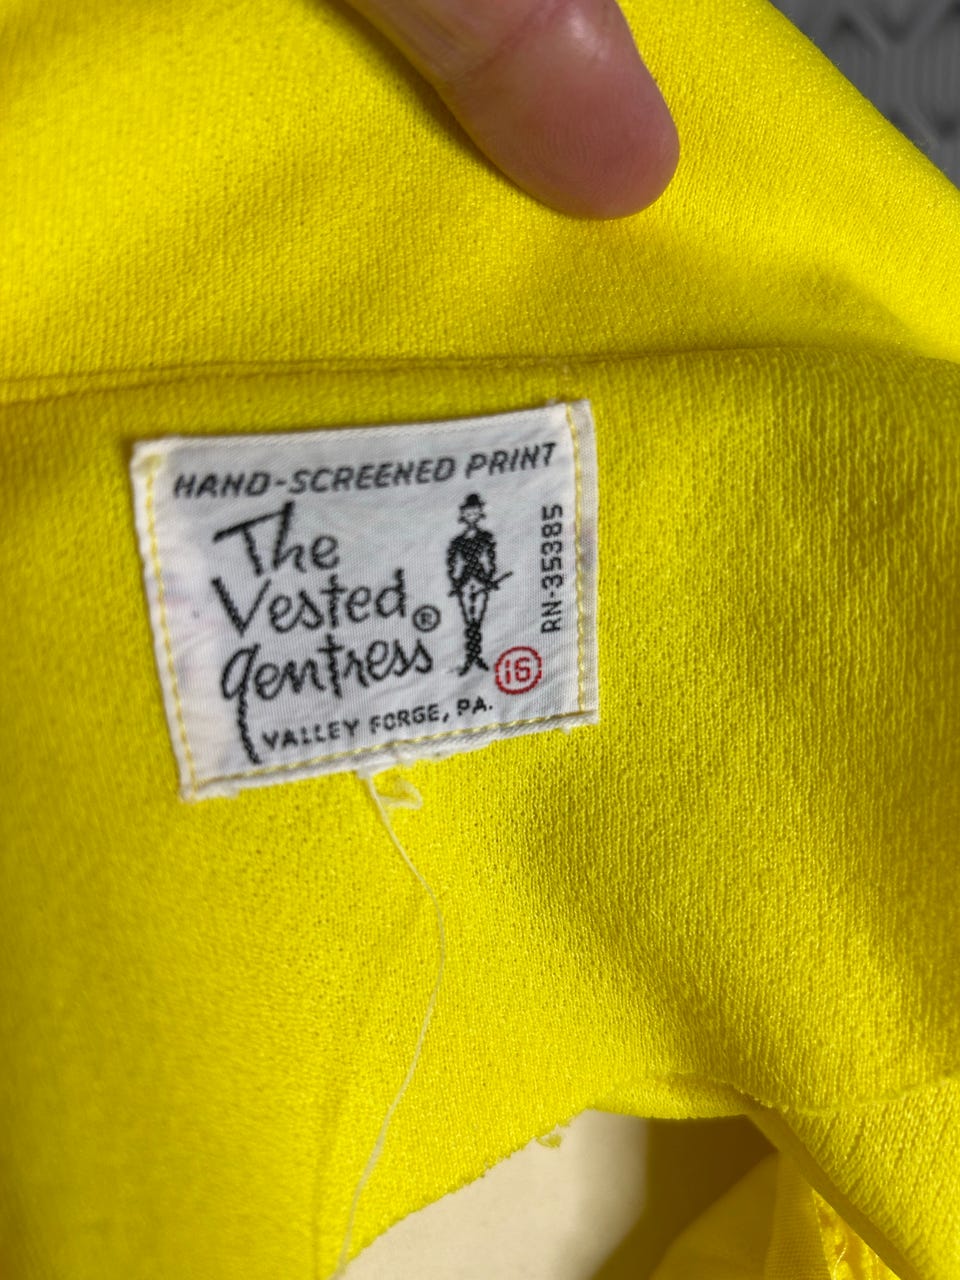 HAND-SCREENED PRINT
The
Vested®
gentress
VALLEY FORGE, PA.
RN-35385
16